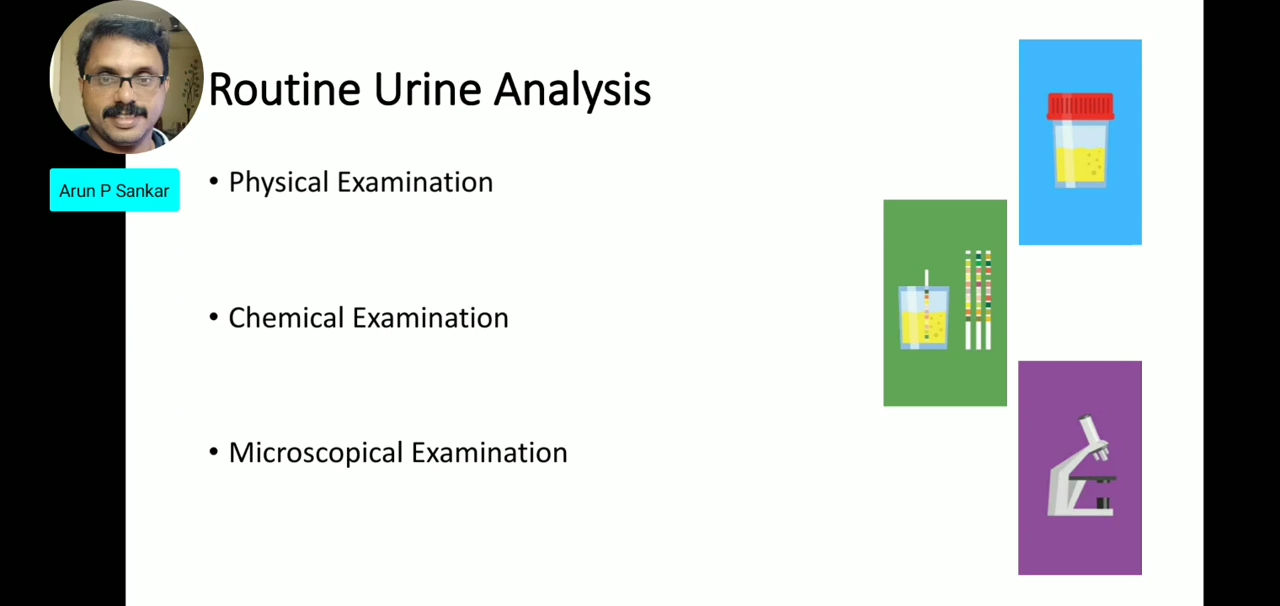 Routine Urine Analysis
Arun P Sankar
• Physical Examination
• Chemical Examination
• Microscopical Examination